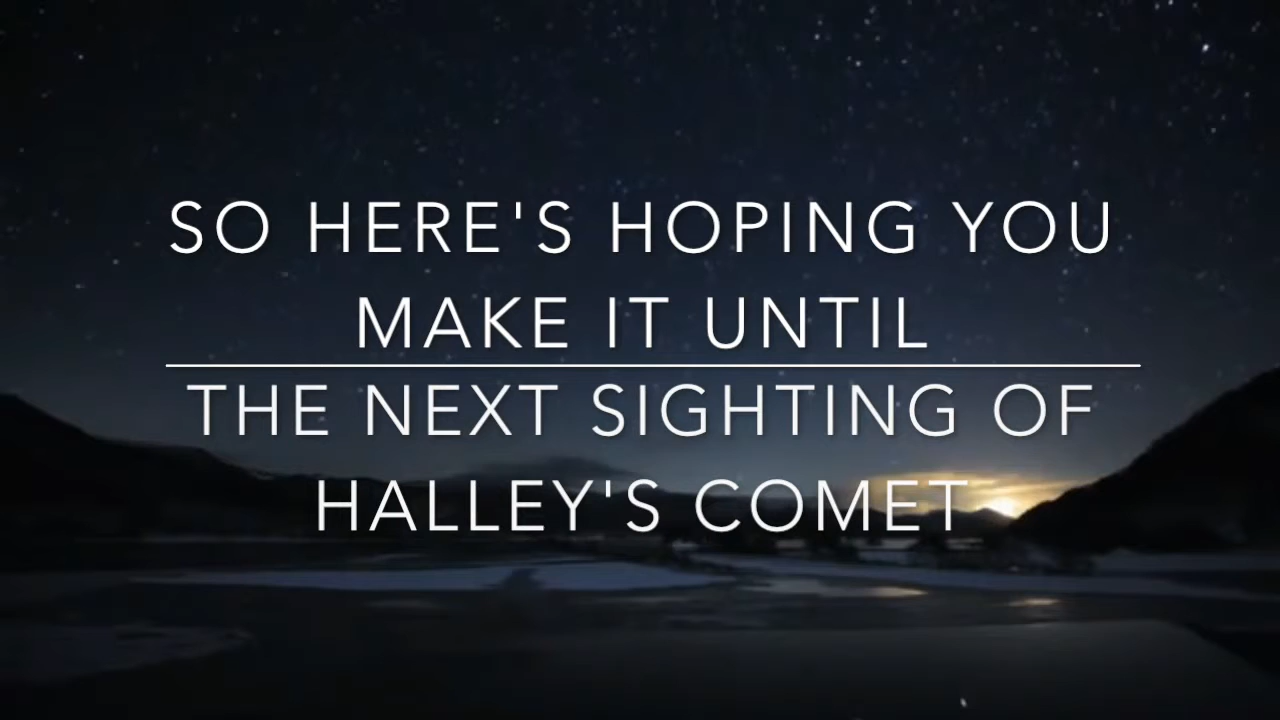 SO HERE'S HOPING YOU
MAKE IT UNTIL
THE NEXT SIGHTING OF
HALLEY'S COMET